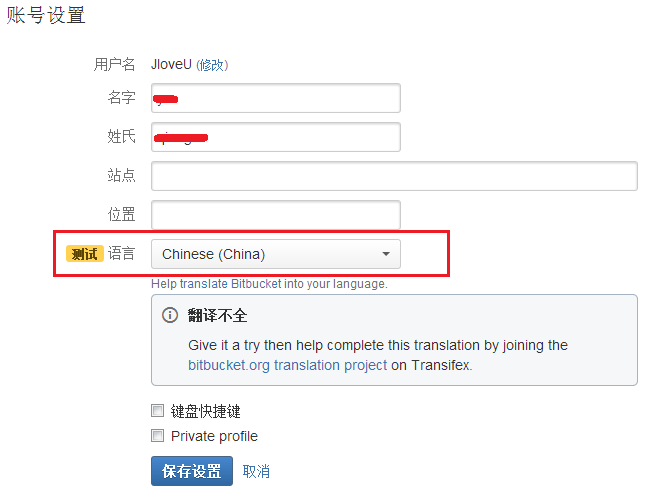 账号设置
用户名 JloveU (修改)
名字
姓氏
站点
位置
测试 语言 Chinese (China)
Help translate Bitbucket into your language.
翻译不全
Give it a try then help complete this translation by joining the
bitbucket.org translation project on Transifex.
键盘快捷键
Private profile
保存设置 取消